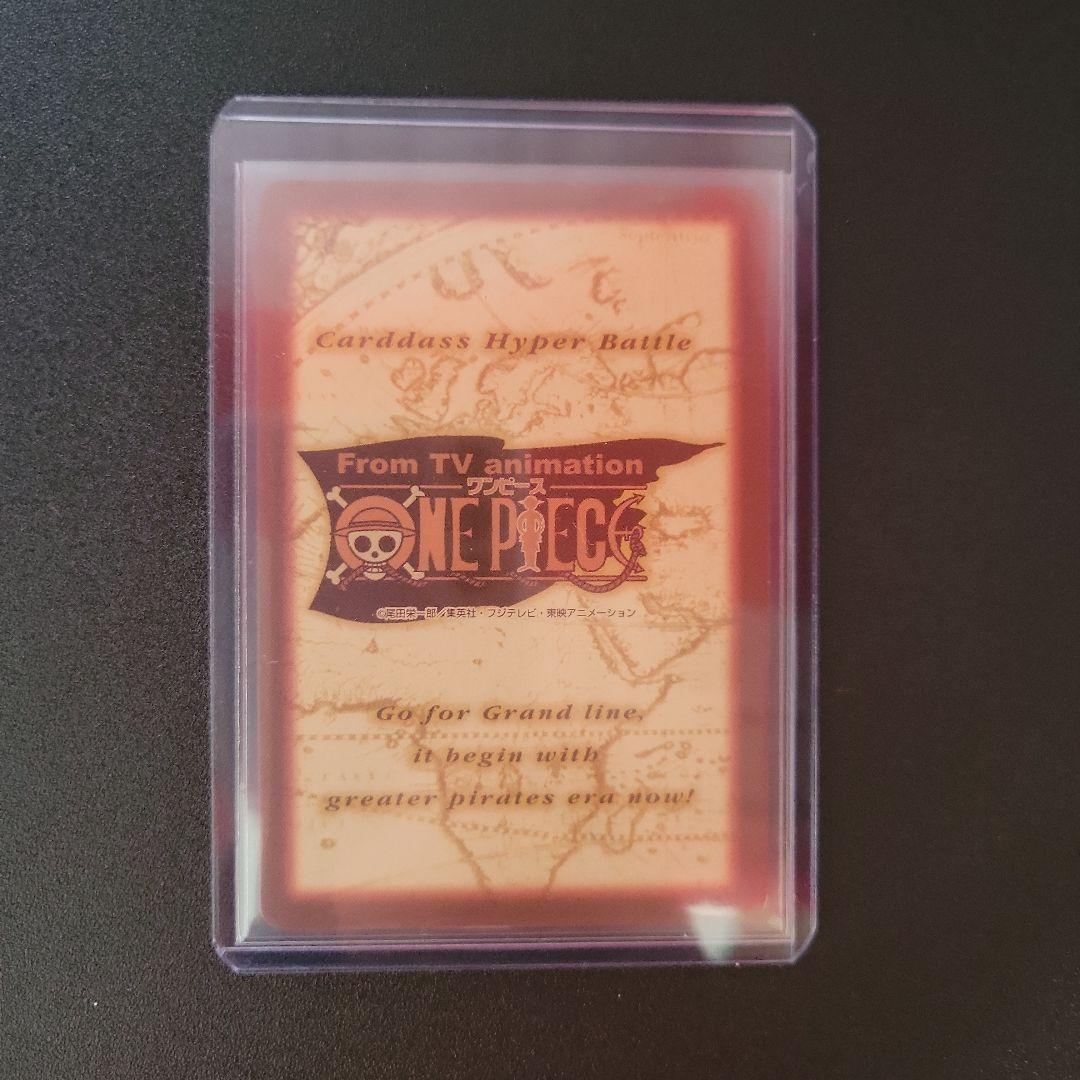 Carddass Hyper Battle
From TV animation
ワンピース
ONE PIECE
©尾田栄一郎/集英社・フジテレビ・東映アニメーション
Go for Grand line,
it begin with
greater pirates era now!